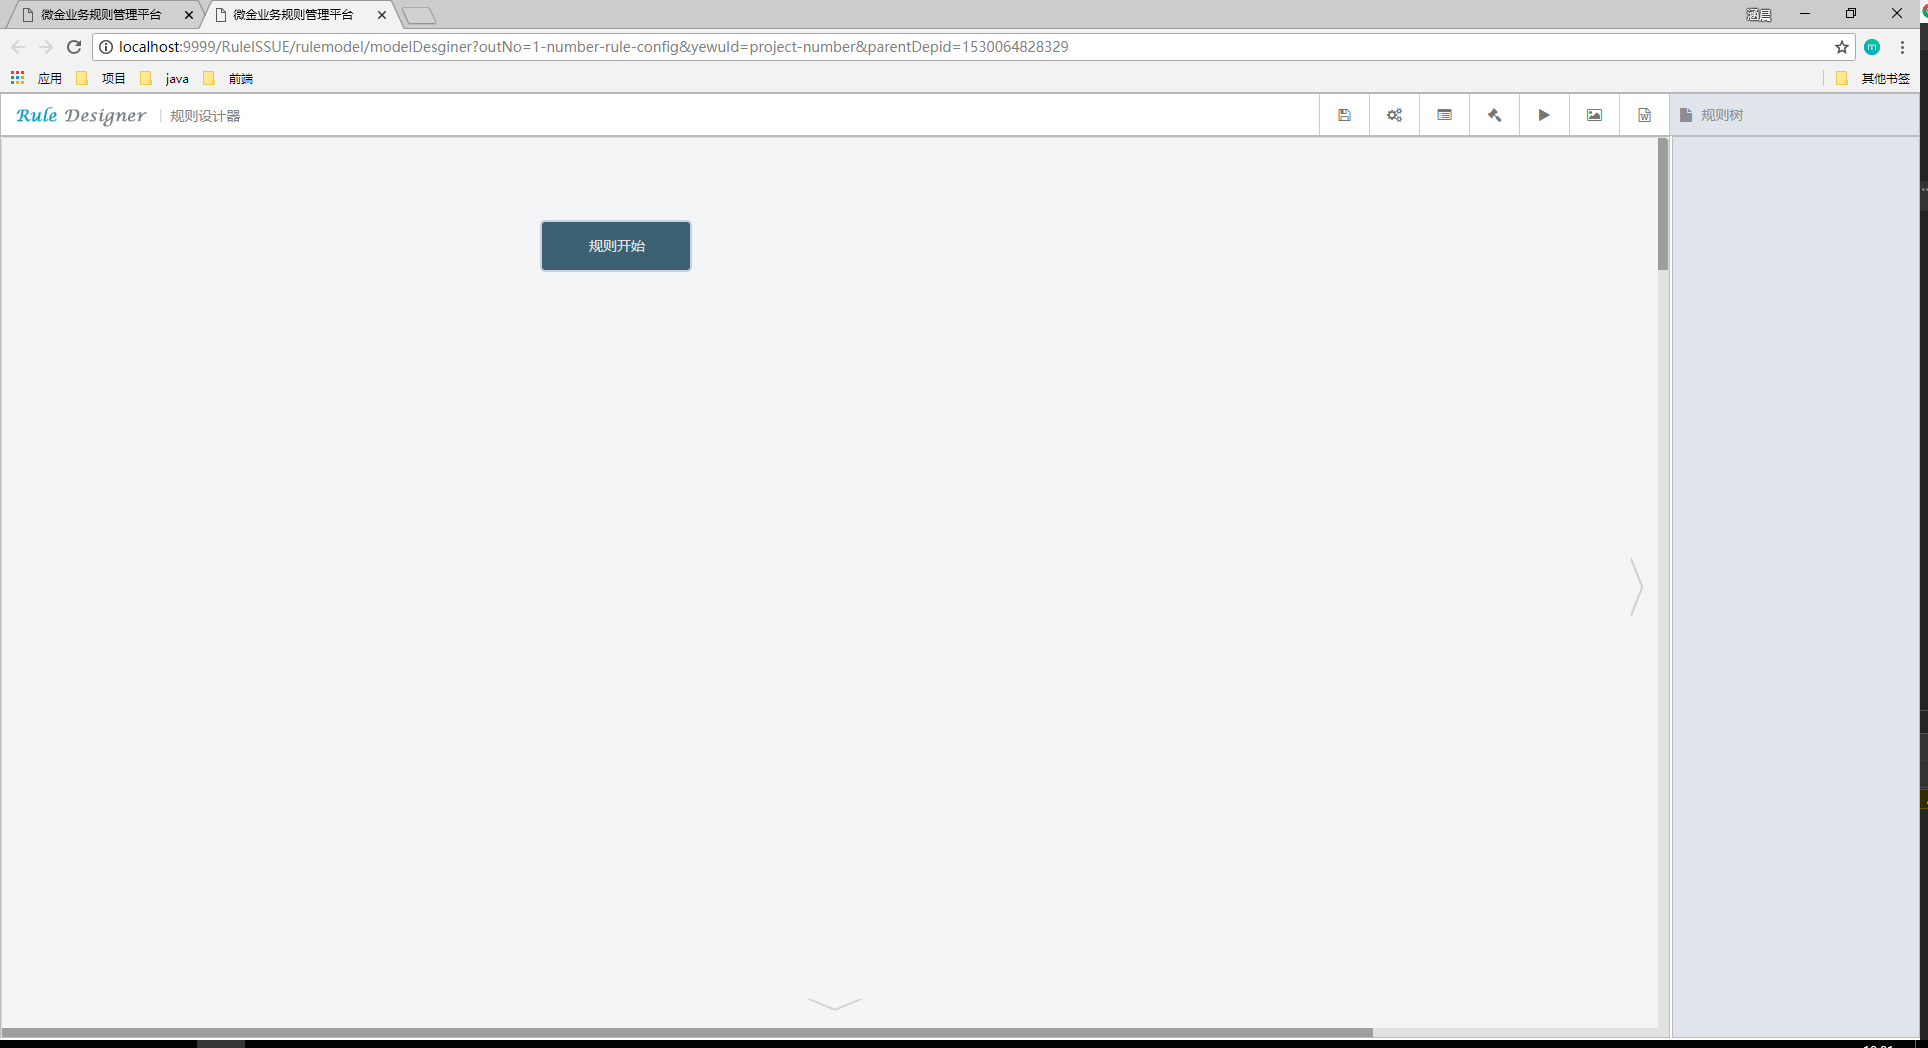 微金业务规则管理平台
微金业务规则管理平台
涵晨
localhost:9999/RuleISSUE/rulemodel/modelDesginer?outNo=1-number-rule-config&yewuId=project-number&parentDepid=1530064828329
m
应用 项目 java 前端 其他书签
Rule Designer | 规则设计器
W
规则树
规则开始